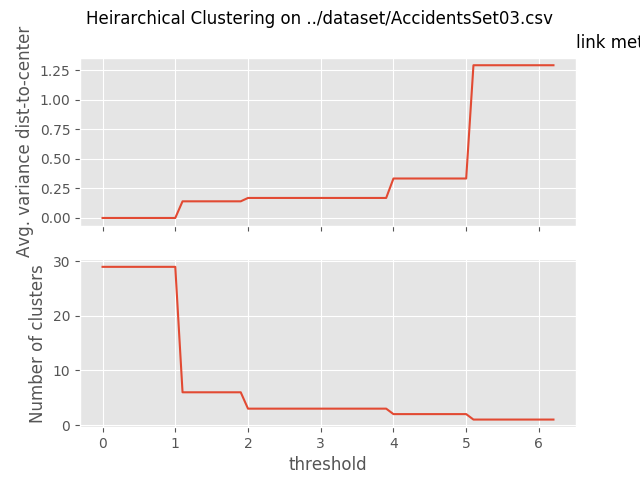 Heirarchical Clustering on ../dataset/AccidentsSet03.csv
link met
Avg. variance dist-to-center
1.25
1.00
0.75
0.50
0.25
0.00
Number of clusters
30
20
10
0
0 1 2 3 4 5 6
threshold